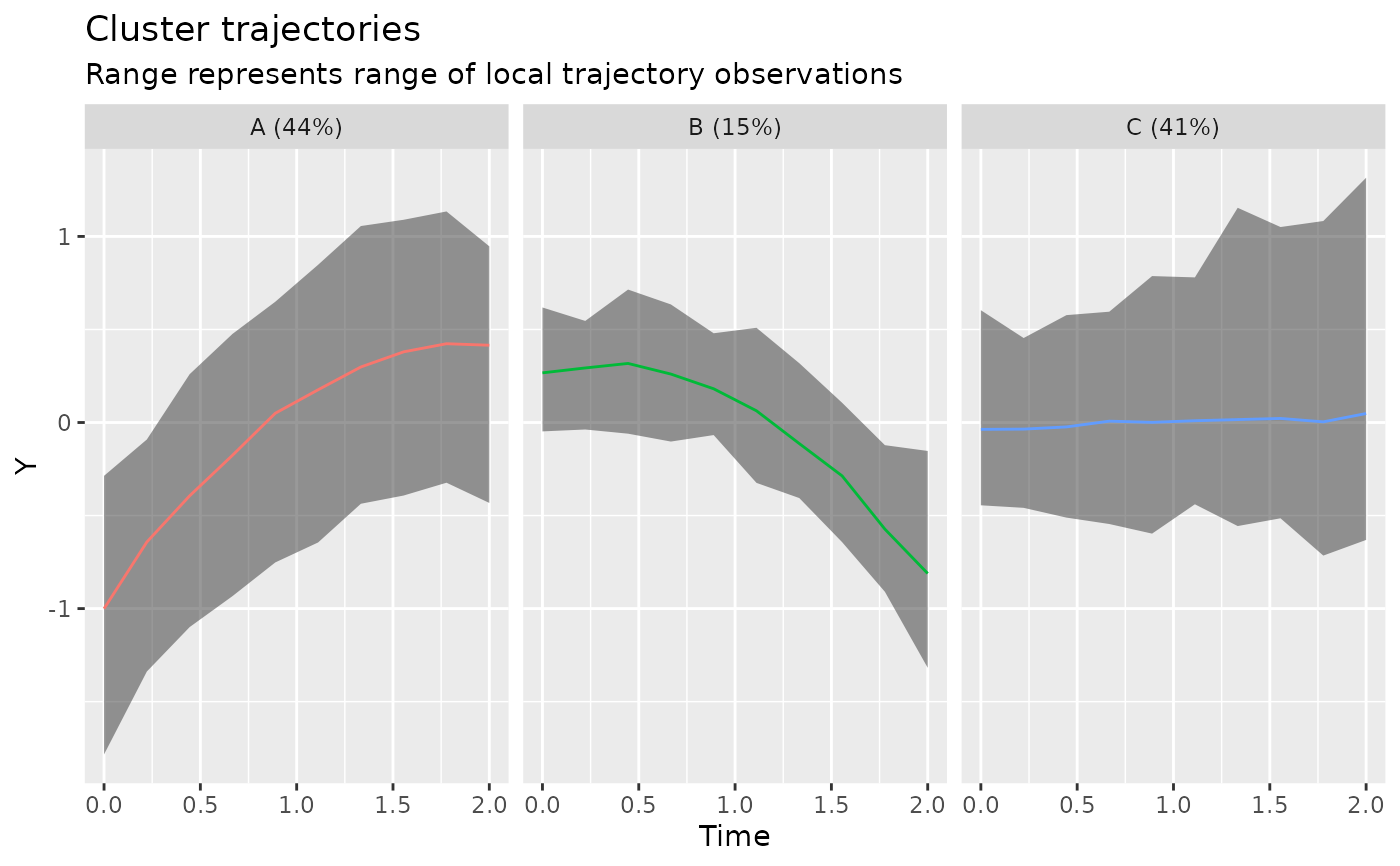 Cluster trajectories
Range represents range of local trajectory observations
A (44%) B (15%) C (41%)
1
0
-1
Y
0.0 0.5 1.0 1.5 2.0 0.0 0.5 1.0 1.5 2.0 0.0 0.5 1.0 1.5 2.0
Time